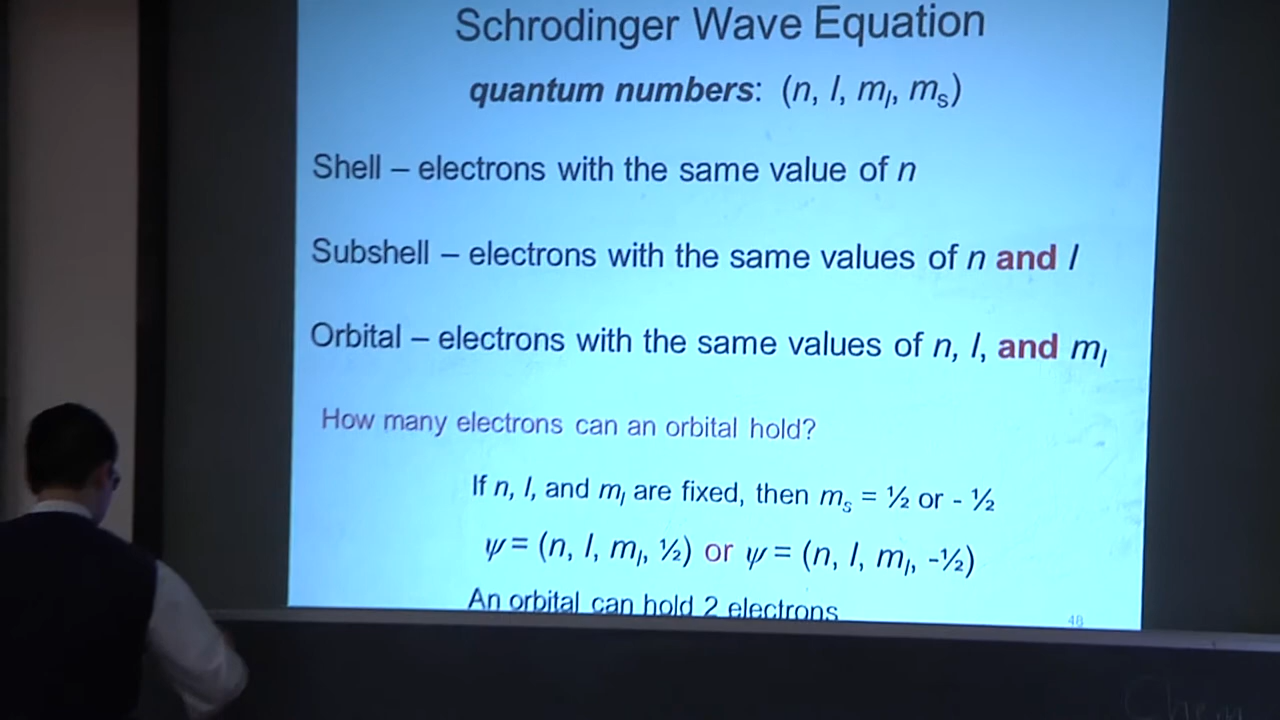 Schrodinger Wave Equation
quantum numbers: (n, l, ml, ms)
Shell – electrons with the same value of n
Subshell – electrons with the same values of n and l
Orbital – electrons with the same values of n, l, and ml
How many electrons can an orbital hold?
If n, l, and ml are fixed, then ms = ½ or - ½
ψ = (n, l, ml, ½) or ψ = (n, l, ml, -½)
An orbital can hold 2 electrons
48
Chem